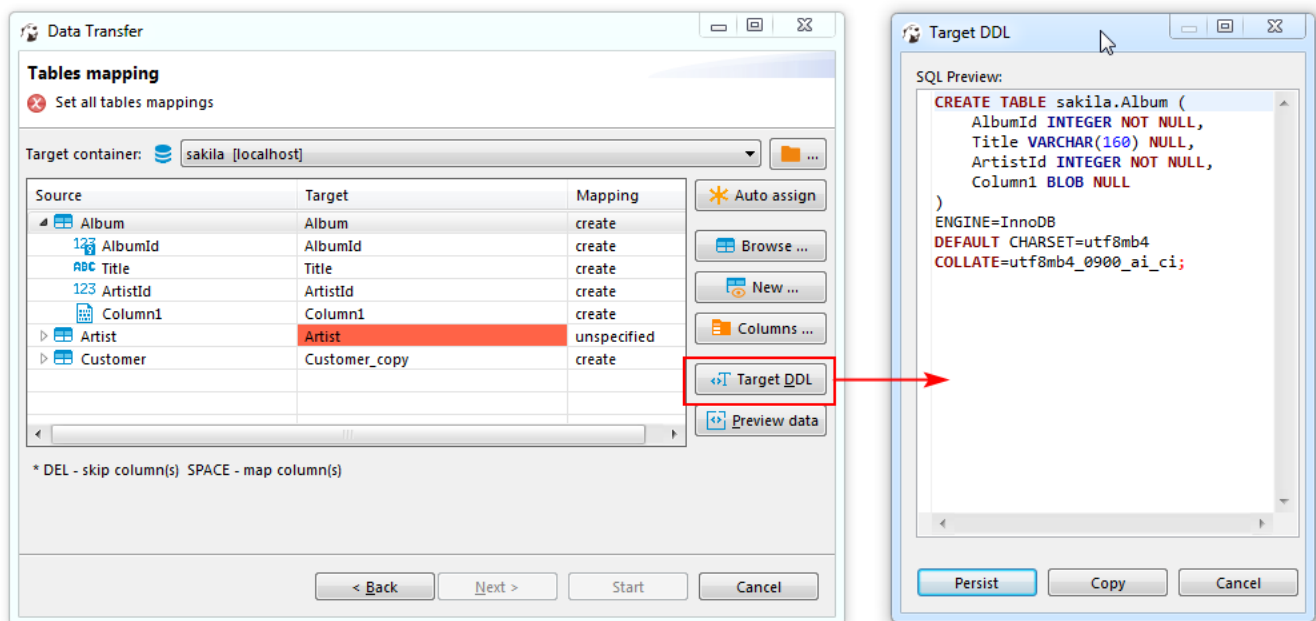 Data Transfer
Tables mapping
Set all tables mappings
Target container: sakila [localhost] ...
Source Target Mapping
Album Album create
123 AlbumId AlbumId create
ABC Title Title create
123 ArtistId ArtistId create
Column1 Column1 create
Artist Artist unspecified
Customer Customer_copy create
Auto assign
Browse ...
New ...
Columns ...
Target DDL
Preview data
* DEL - skip column(s) SPACE - map column(s)
< Back Next > Start Cancel
Target DDL
SQL Preview:
CREATE TABLE sakila.Album (
AlbumId INTEGER NOT NULL,
Title VARCHAR(160) NULL,
ArtistId INTEGER NOT NULL,
Column1 BLOB NULL
)
ENGINE=InnoDB
DEFAULT CHARSET=utf8mb4
COLLATE=utf8mb4_0900_ai_ci;
Persist Copy Cancel